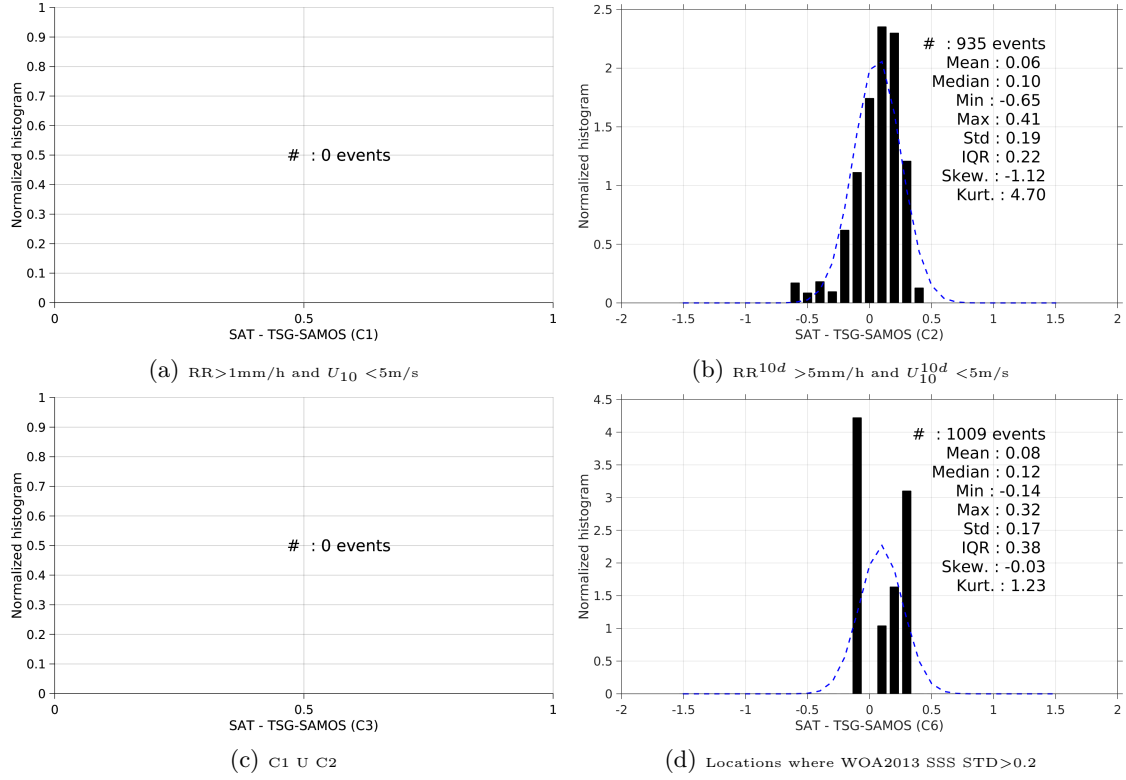 1
0.9
0.8
0.7
0.6
0.5
0.4
0.3
0.2
0.1
0
Normalized histogram
# : 0 events
0 0.5 1
SAT - TSG-SAMOS (C1)
(a) RR>1mm/h and U10 <5m/s
2.5
2
1.5
1
0.5
0
Normalized histogram
# : 935 events
Mean : 0.06
Median : 0.10
Min : -0.65
Max : 0.41
Std : 0.19
IQR : 0.22
Skew. : -1.12
Kurt. : 4.70
-2 -1.5 -1 -0.5 0 0.5 1 1.5 2
SAT - TSG-SAMOS (C2)
(b) RR10d >5mm/h and U10d10 <5m/s
1
0.9
0.8
0.7
0.6
0.5
0.4
0.3
0.2
0.1
0
Normalized histogram
# : 0 events
0 0.5 1
SAT - TSG-SAMOS (C3)
(c) C1 U C2
4.5
4
3.5
3
2.5
2
1.5
1
0.5
0
Normalized histogram
# : 1009 events
Mean : 0.08
Median : 0.12
Min : -0.14
Max : 0.32
Std : 0.17
IQR : 0.38
Skew. : -0.03
Kurt. : 1.23
-2 -1.5 -1 -0.5 0 0.5 1 1.5 2
SAT - TSG-SAMOS (C6)
(d) Locations where WOA2013 SSS STD>0.2